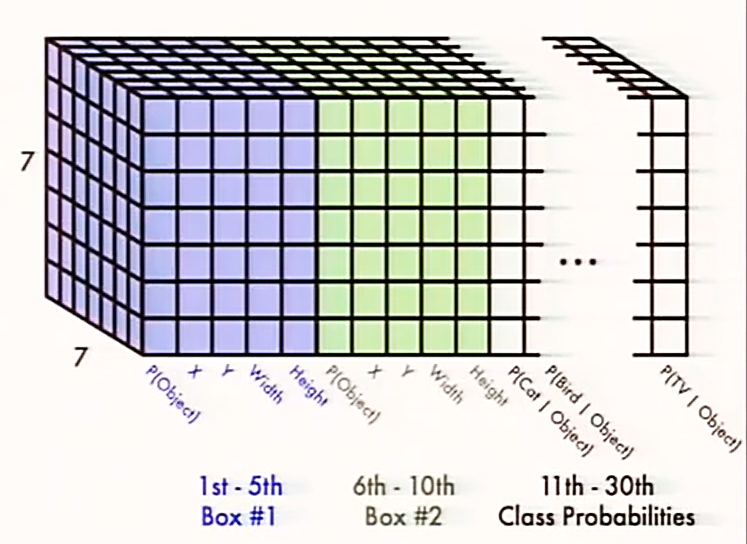 7
7
...
P(Object)
X
Y
Width
Height
P(Object)
X
Y
Width
Height
P(Cat | Object)
P(Bird | Object)
P(TV | Object)
1st - 5th
Box #1
6th - 10th
Box #2
11th - 30th
Class Probabilities